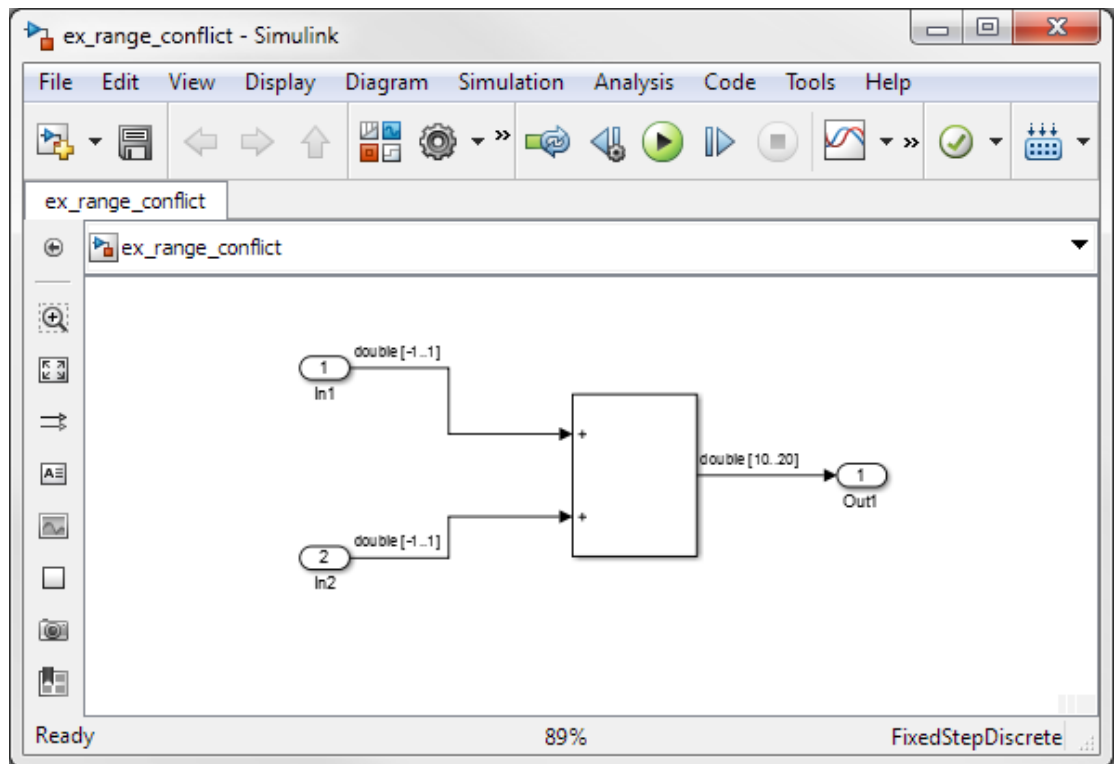 ex_range_conflict - Simulink
File Edit View Display Diagram Simulation Analysis Code Tools Help
ex_range_conflict
ex_range_conflict
double [-1..1]
1
In1
+
double [10..20]
1
Out1
+
double [-1..1]
2
In2
Ready 89% FixedStepDiscrete